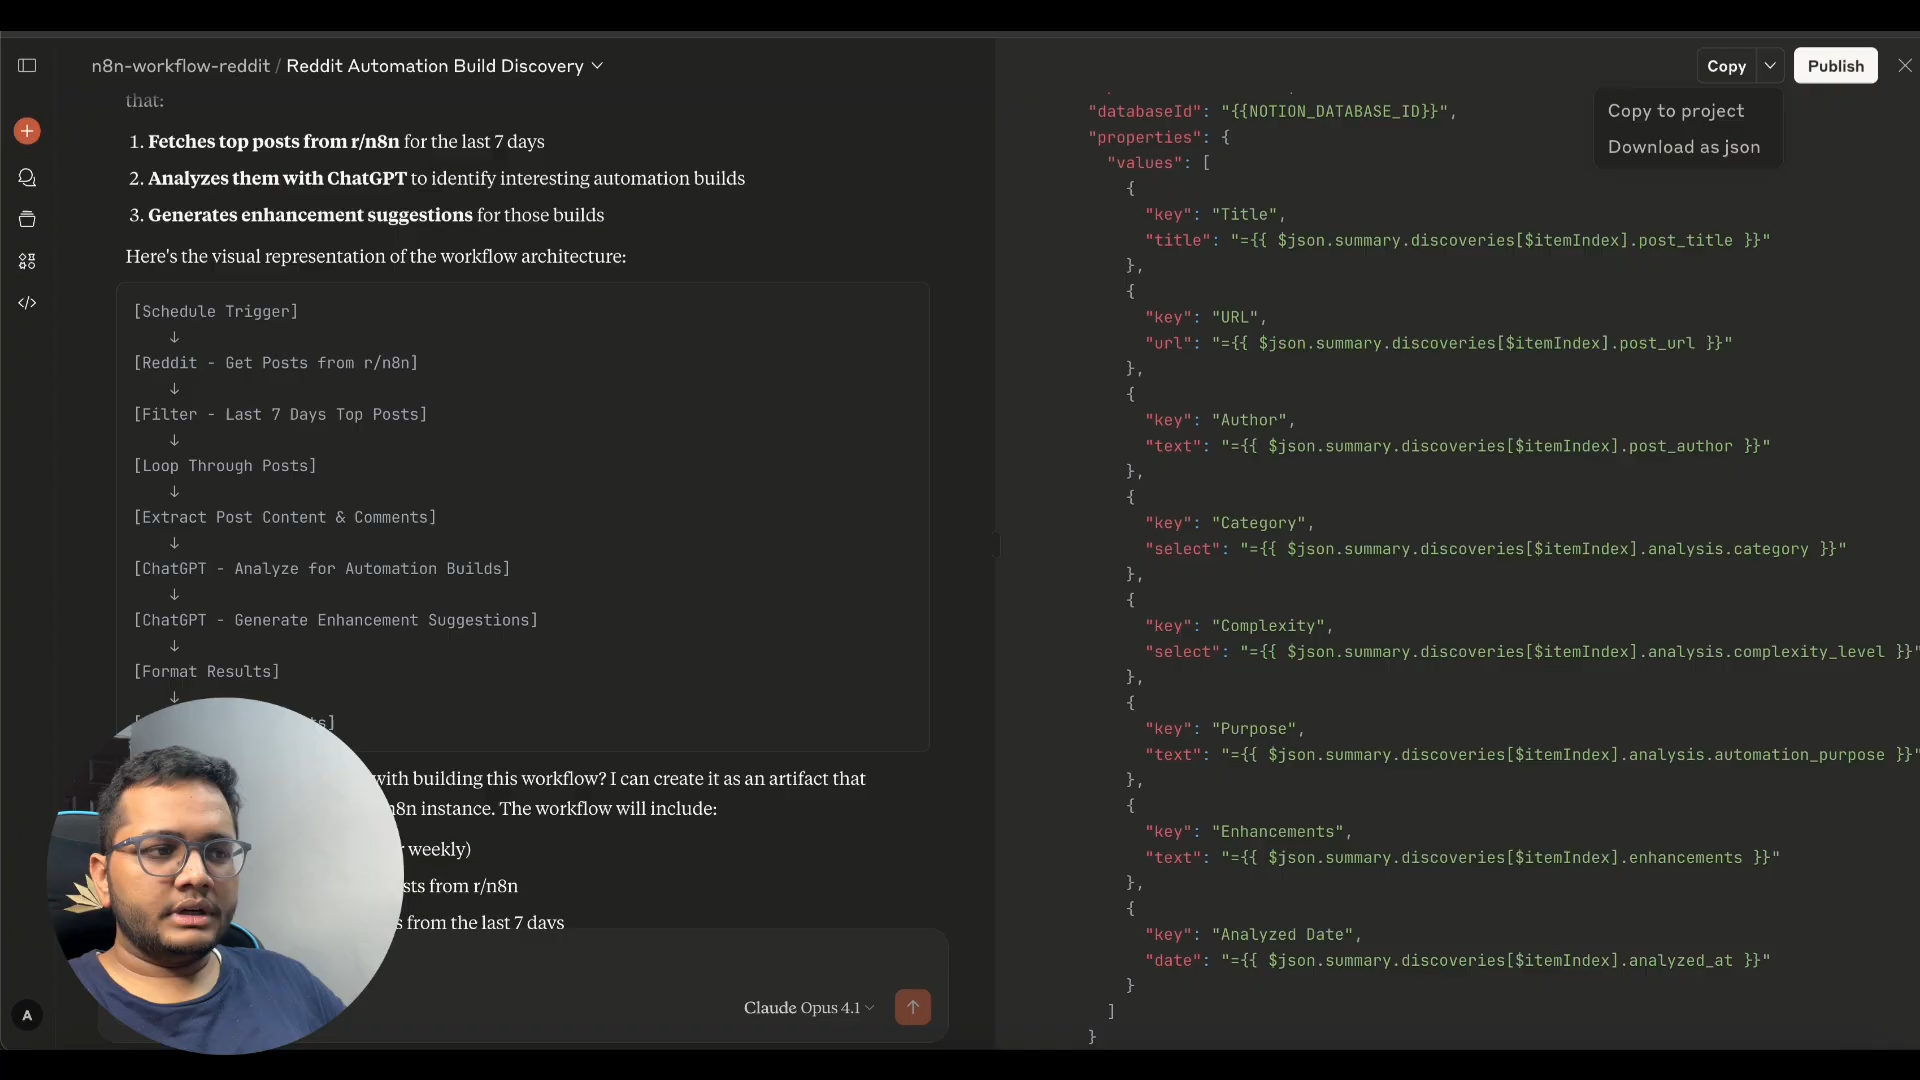 n8n-workflow-reddit / Reddit Automation Build Discovery
Copy
Publish
Copy to project
Download as json
that:
1. Fetches top posts from r/n8n for the last 7 days
2. Analyzes them with ChatGPT to identify interesting automation builds
3. Generates enhancement suggestions for those builds
Here's the visual representation of the workflow architecture:
[Schedule Trigger]
↓
[Reddit - Get Posts from r/n8n]
↓
[Filter - Last 7 Days Top Posts]
↓
[Loop Through Posts]
↓
[Extract Post Content & Comments]
↓
[ChatGPT - Analyze for Automation Builds]
↓
[ChatGPT - Generate Enhancement Suggestions]
↓
[Format Results]
↓
with building this workflow? I can create it as an artifact that
n8n instance. The workflow will include:
weekly)
from r/n8n
from the last 7 days
Claude Opus 4.1
A
"databaseId": "{{NOTION_DATABASE_ID}}",
"properties": {
"values": [
{
"key": "Title",
"title": "={{ $json.summary.discoveries[$itemIndex].post_title }}"
},
{
"key": "URL",
"url": "={{ $json.summary.discoveries[$itemIndex].post_url }}"
},
{
"key": "Author",
"text": "={{ $json.summary.discoveries[$itemIndex].post_author }}"
},
{
"key": "Category",
"select": "={{ $json.summary.discoveries[$itemIndex].analysis.category }}"
},
{
"key": "Complexity",
"select": "={{ $json.summary.discoveries[$itemIndex].analysis.complexity_level }}"
},
{
"key": "Purpose",
"text": "={{ $json.summary.discoveries[$itemIndex].analysis.automation_purpose }}"
},
{
"key": "Enhancements",
"text": "={{ $json.summary.discoveries[$itemIndex].enhancements }}"
},
{
"key": "Analyzed Date",
"date": "={{ $json.summary.discoveries[$itemIndex].analyzed_at }}"
}
]
}